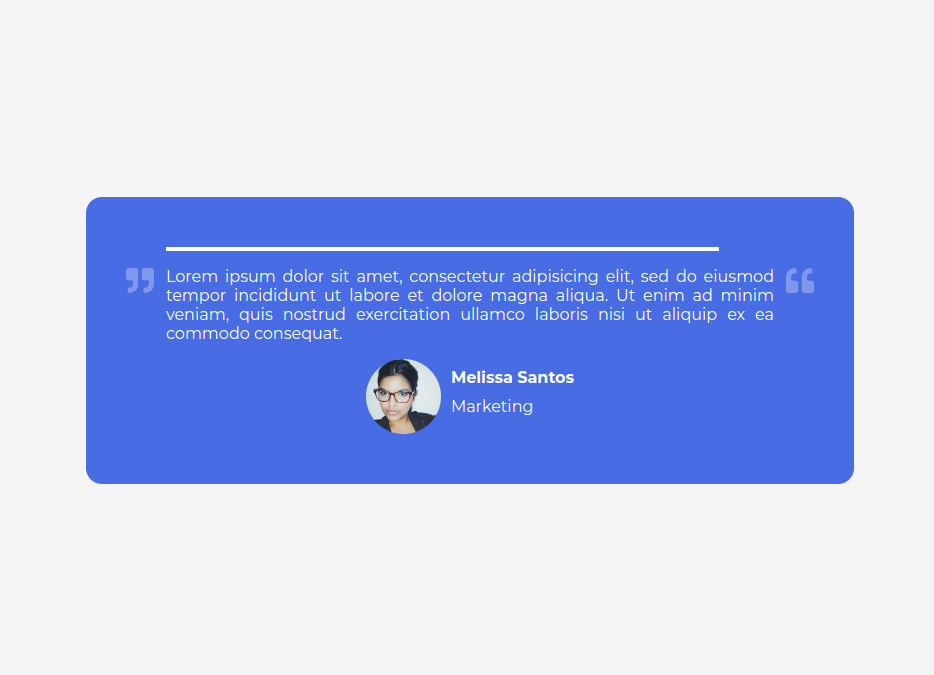 Lorem ipsum dolor sit amet, consectetur adipisicing elit, sed do eiusmod
tempor incididunt ut labore et dolore magna aliqua. Ut enim ad minim
veniam, quis nostrud exercitation ullamco laboris nisi ut aliquip ex ea
commodo consequat.
Melissa Santos
Marketing